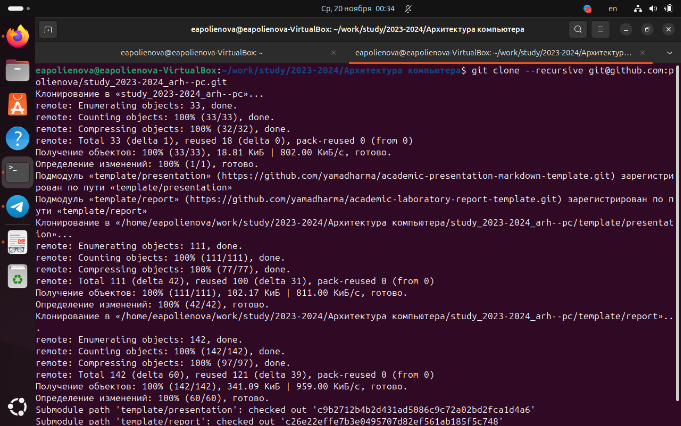 Ср, 20 ноября 00:34
en
eapolienova@eapolienova-VirtualBox: ~/work/study/2023-2024/Архитектура компьютера
eapolienova@eapolienova-VirtualBox: ~
eapolienova@eapolienova-VirtualBox: ~/work/study/2023-2024/Архитектур...
eapolienova@eapolienova-VirtualBox:~/work/study/2023-2024/Архитектура компьютера$ git clone --recursive git@github.com:p
olienova/study_2023-2024_arh--pc.git
Клонирование в «study_2023-2024_arh--pc»...
remote: Enumerating objects: 33, done.
remote: Counting objects: 100% (33/33), done.
remote: Compressing objects: 100% (32/32), done.
remote: Total 33 (delta 1), reused 18 (delta 0), pack-reused 0 (from 0)
Получение объектов: 100% (33/33), 18.81 КиБ | 802.00 КиБ/с, готово.
Определение изменений: 100% (1/1), готово.
Подмодуль «template/presentation» (https://github.com/yamadharma/academic-presentation-markdown-template.git) зарегистри
рован по пути «template/presentation»
Подмодуль «template/report» (https://github.com/yamadharma/academic-laboratory-report-template.git) зарегистрирован по п
ути «template/report»
Клонирование в «/home/eapolienova/work/study/2023-2024/Архитектура компьютера/study_2023-2024_arh--pc/template/presentat
ion»...
remote: Enumerating objects: 111, done.
remote: Counting objects: 100% (111/111), done.
remote: Compressing objects: 100% (77/77), done.
remote: Total 111 (delta 42), reused 100 (delta 31), pack-reused 0 (from 0)
Получение объектов: 100% (111/111), 102.17 КиБ | 811.00 КиБ/с, готово.
Определение изменений: 100% (42/42), готово.
Клонирование в «/home/eapolienova/work/study/2023-2024/Архитектура компьютера/study_2023-2024_arh--pc/template/report»..
.
remote: Enumerating objects: 142, done.
remote: Counting objects: 100% (142/142), done.
remote: Compressing objects: 100% (97/97), done.
remote: Total 142 (delta 60), reused 121 (delta 39), pack-reused 0 (from 0)
Получение объектов: 100% (142/142), 341.09 КиБ | 959.00 КиБ/с, готово.
Определение изменений: 100% (60/60), готово.
Submodule path 'template/presentation': checked out 'c9b2712b4b2d431ad5086c9c72a02bd2fca1d4a6'
Submodule path 'template/report': checked out 'c26e22effe7b3e0495707d82ef561ab185f5c748'